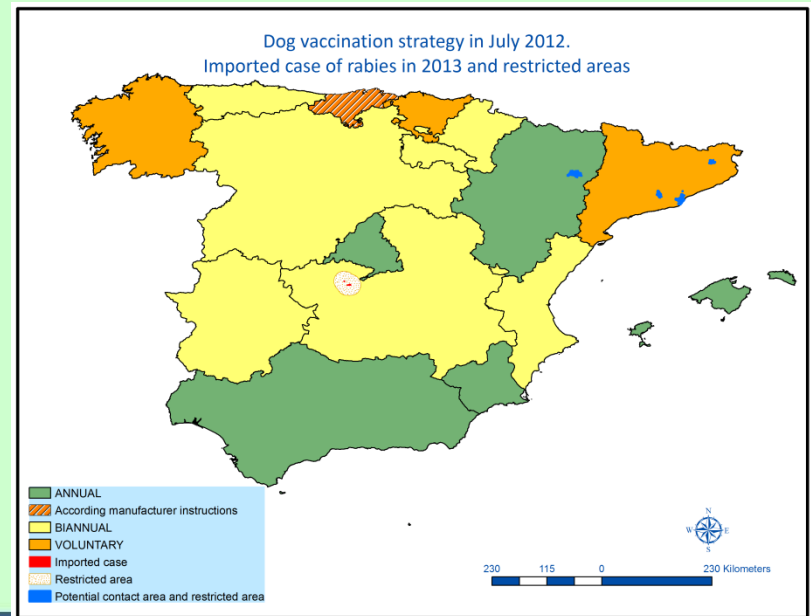 Dog vaccination strategy in July 2012.
Imported case of rabies in 2013 and restricted areas
ANNUAL
According manufacturer instructions
BIANNUAL
VOLUNTARY
Imported case
Restricted area
Potential contact area and restricted area
N
W E
S
230 115 0 230 Kilometers